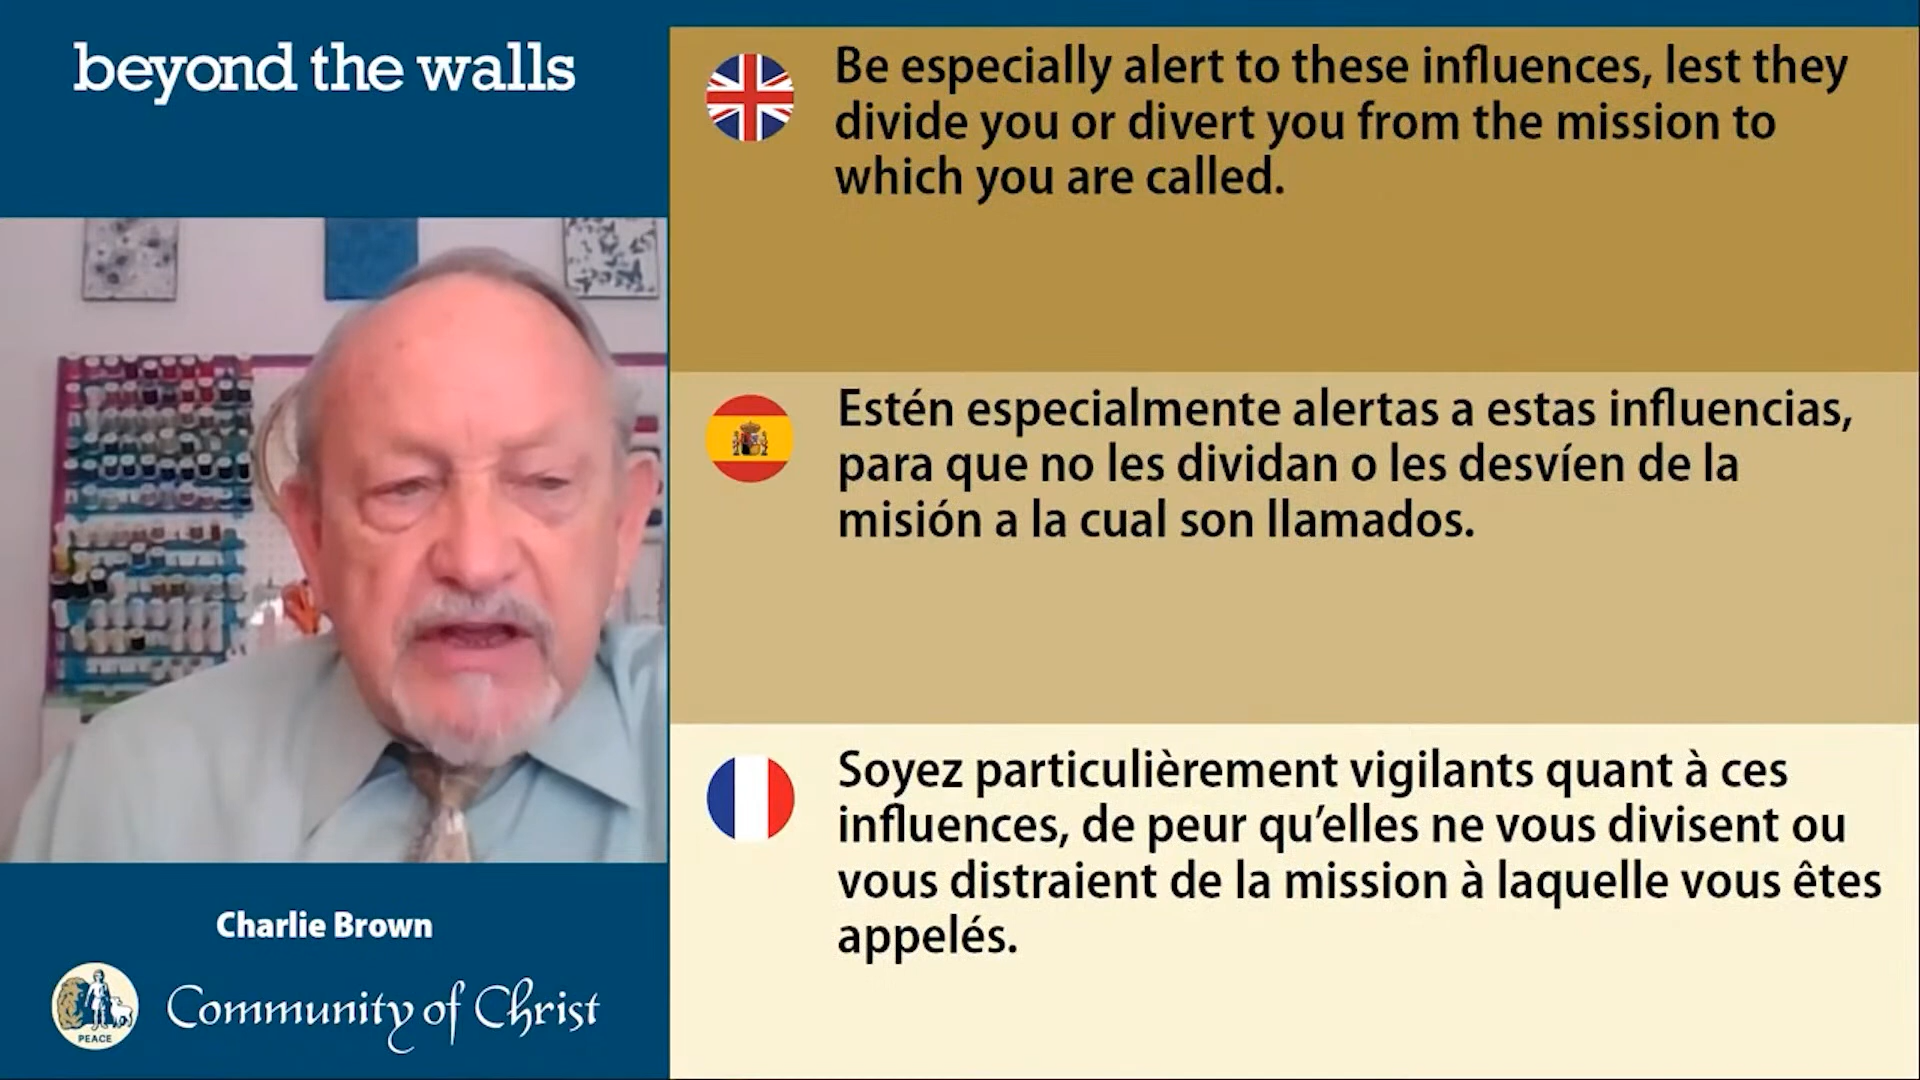 beyond the walls
Be especially alert to these influences, lest they
divide you or divert you from the mission to
which you are called.
Estén especialmente alertas a estas influencias,
para que no les dividan o les desvíen de la
misión a la cual son llamados.
Soyez particulièrement vigilants quant à ces
influences, de peur qu’elles ne vous divisent ou
vous distraient de la mission à laquelle vous êtes
appelés.
Charlie Brown
PEACE
Community of Christ